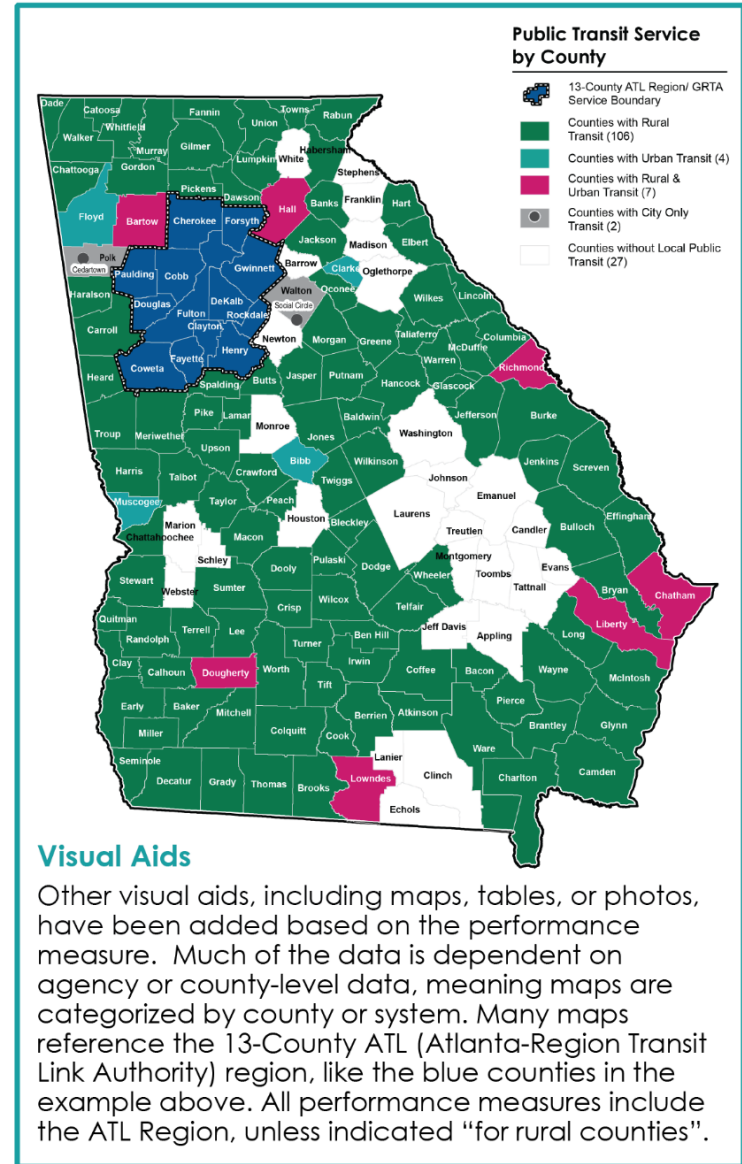 Public Transit Service
by County
13-County ATL Region/ GRTA
Service Boundary
Counties with Rural
Transit (106)
Counties with Urban Transit (4)
Counties with Rural &
Urban Transit (7)
Counties with City Only
Transit (2)
Counties without Local Public
Transit (27)
Dade
Catoosa
Whitfield
Walker
Murray
Fannin
Gilmer
Union
Towns
Rabun
Lumpkin
White
Habersham
Stephens
Chattooga
Gordon
Pickens
Dawson
Hall
Banks
Franklin
Hart
Floyd
Bartow
Cherokee
Forsyth
Jackson
Madison
Elbert
Polk
Cedartown
Paulding
Cobb
Gwinnett
Barrow
Clarke
Oglethorpe
Walton
Social Circle
Oconee
Wilkes
Lincoln
Haralson
Douglas
DeKalb
Fulton
Rockdale
Clayton
Carroll
Newton
Morgan
Greene
Taliaferro
Columbia
McDuffie
Warren
Richmond
Heard
Coweta
Fayette
Henry
Spalding
Butts
Jasper
Putnam
Hancock
Glascock
Troup
Meriwether
Pike
Lamar
Monroe
Jones
Baldwin
Washington
Jefferson
Burke
Upson
Harris
Talbot
Crawford
Bibb
Wilkinson
Twiggs
Johnson
Jenkins
Screven
Emanuel
Muscogee
Taylor
Peach
Houston
Bleckley
Laurens
Treutlen
Candler
Bulloch
Effingham
Chattahoochee
Marion
Macon
Schley
Dooly
Pulaski
Dodge
Montgomery
Wheeler
Toombs
Evans
Tattnall
Bryan
Chatham
Stewart
Webster
Sumter
Crisp
Wilcox
Telfair
Liberty
Quitman
Randolph
Terrell
Lee
Turner
Ben Hill
Jeff Davis
Appling
Long
Clay
Calhoun
Dougherty
Worth
Irwin
Tift
Coffee
Bacon
Wayne
McIntosh
Early
Baker
Mitchell
Colquitt
Berrien
Atkinson
Pierce
Brantley
Glynn
Miller
Cook
Ware
Seminole
Decatur
Grady
Thomas
Brooks
Lowndes
Lanier
Clinch
Echols
Charlton
Camden
Visual Aids
Other visual aids, including maps, tables, or photos,
have been added based on the performance
measure. Much of the data is dependent on
agency or county-level data, meaning maps are
categorized by county or system. Many maps
reference the 13-County ATL (Atlanta-Region Transit
Link Authority) region, like the blue counties in the
example above. All performance measures include
the ATL Region, unless indicated “for rural counties”.